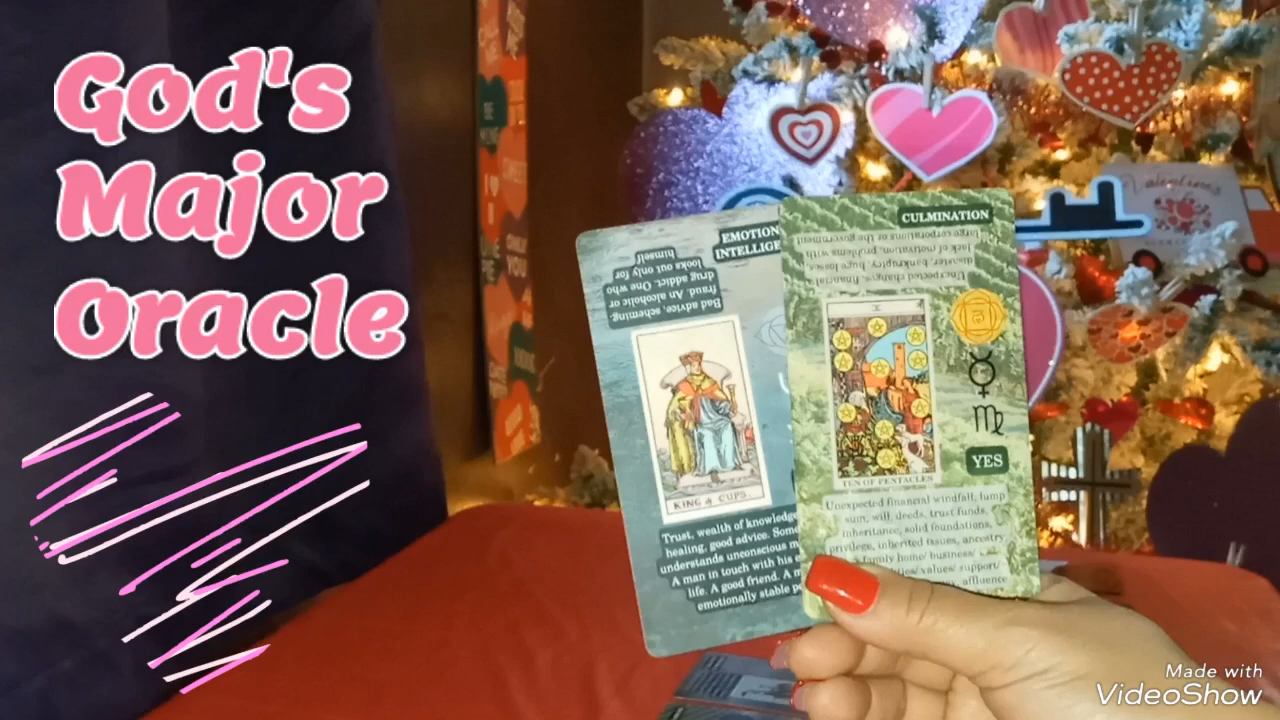 God's
Major
Oracle
EMOTION
INTELLIGE
Bad advice, scheming,
fraud. An alcoholic or
drug addict. One who
looks out only for
himself
KING of CUPS.
Trust, wealth of knowledge
healing, good advice. Some
understands unconscious m
A man in touch with his e
life. A good friend. A m
emotionally stable p
CULMINATION
Unexpected changes, financial
disaster, bankruptcy, huge losses,
lack of motivation, problems with
large corporations or the government
X
TEN OF PENTACLES
YES
Unexpected financial windfall, lump
sum, will, deeds, trust funds,
inheritance, solid foundations,
privilege, inherited issues, ancestry
family home/ business/
values/ support/
affluence
Valentines
Made with
VideoShow